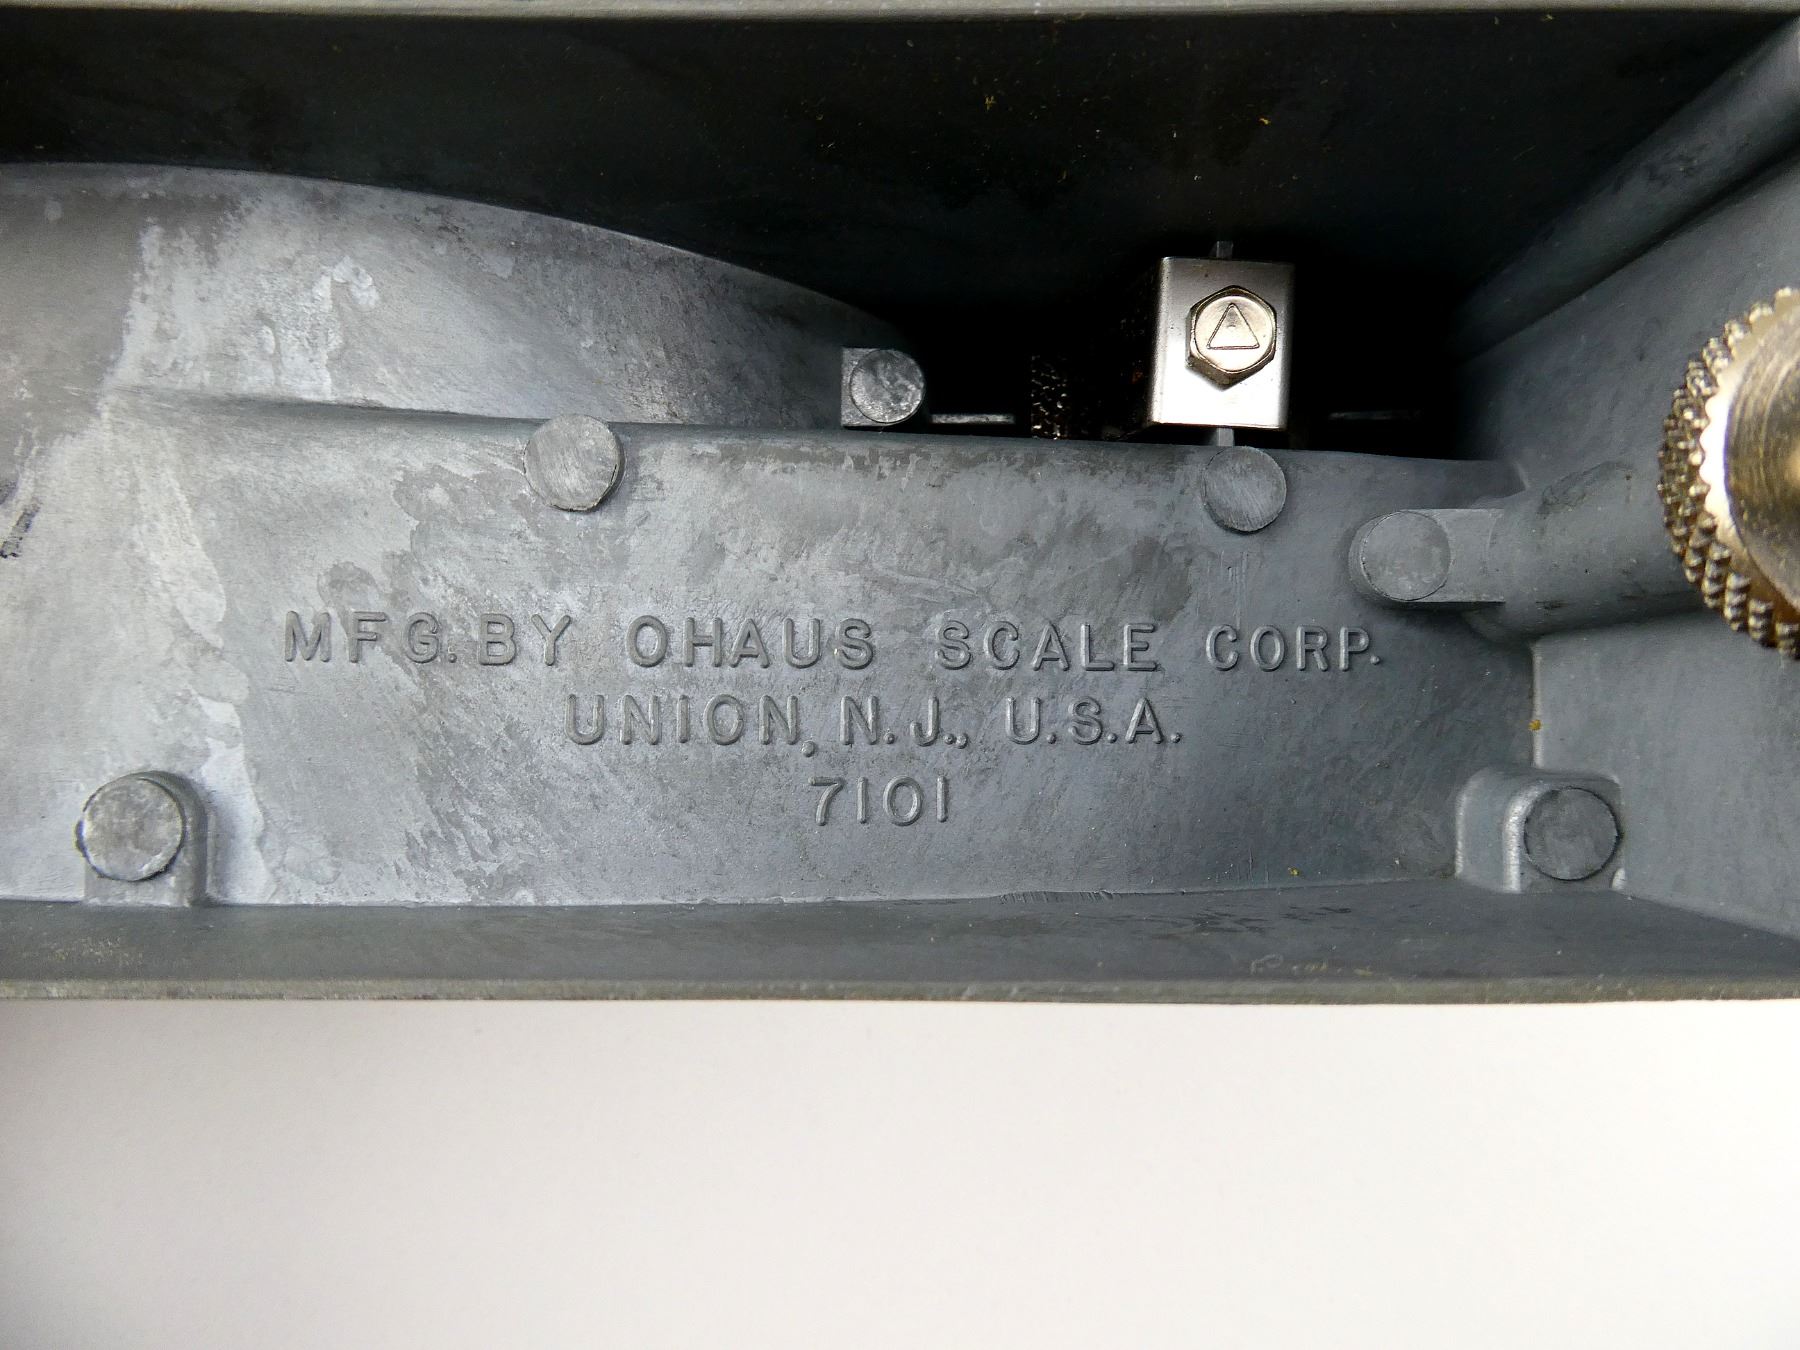 MFG. BY OHAUS SCALE CORP.
UNION, N.J., U.S.A.
7101